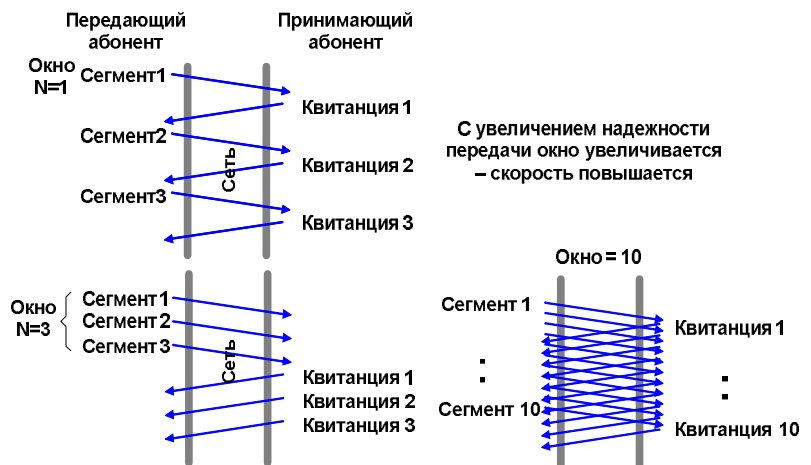 Передающий
абонент
Принимающий
абонент
Окно
N=1
Сегмент1
Квитанция 1
Сегмент2
Сеть
Квитанция 2
Сегмент3
Квитанция 3
С увеличением надежности
передачи окно увеличивается
– скорость повышается
Окно
N=3
Сегмент1
Сегмент 2
Сегмент 3
Сеть
Квитанция 1
Квитанция 2
Квитанция 3
Окно = 10
Сегмент 1
Квитанция 1
Сегмент 10
Квитанция 10